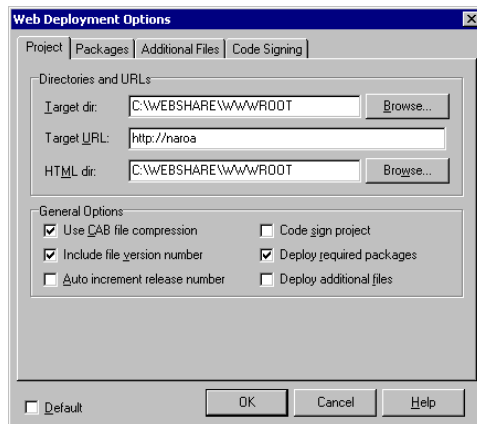 Web Deployment Options
Project Packages Additional Files Code Signing
Directories and URLs
Target dir: C:\WEBSHARE\WWWROOT Browse...
Target URL: http://naroa
HTML dir: C:\WEBSHARE\WWWROOT Browse...
General Options
Use CAB file compression Code sign project
Include file version number Deploy required packages
Auto increment release number Deploy additional files
Default OK Cancel Help